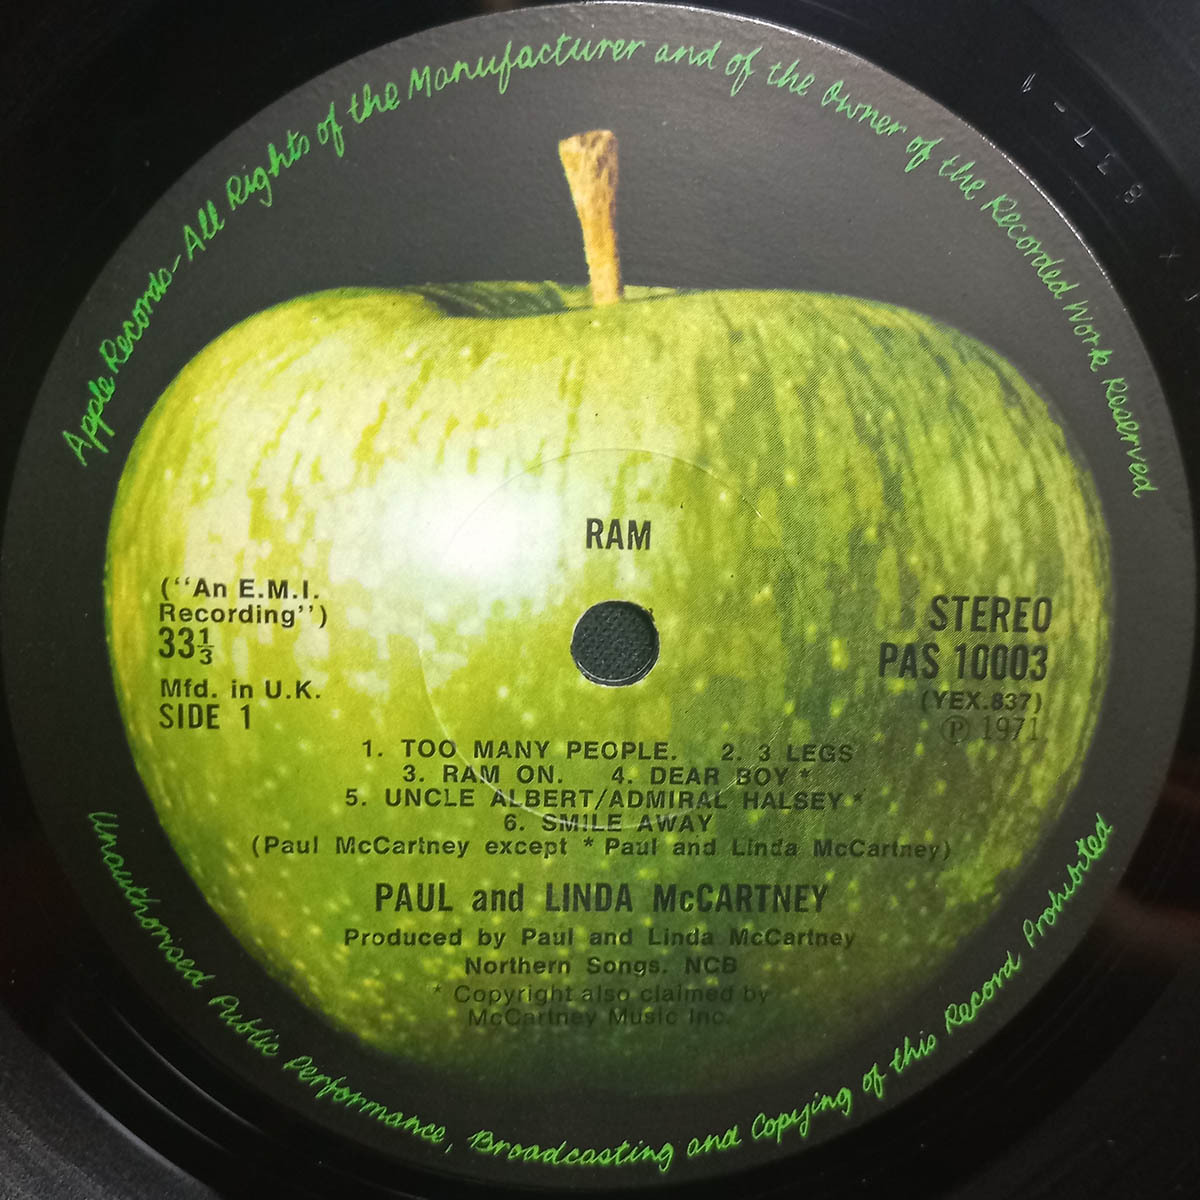 Apple Records - All Rights of the Manufacturer and of the Owner of the Recorded Work Reserved
RAM
(“An E.M.I.
Recording”)
33⅓
Mfd. in U.K.
SIDE 1
STEREO
PAS 10003
(YEX.837)
℗ 1971
1. TOO MANY PEOPLE. 2. 3 LEGS
3. RAM ON. 4. DEAR BOY *
5. UNCLE ALBERT/ADMIRAL HALSEY *
6. SMILE AWAY
(Paul McCartney except * Paul and Linda McCartney)
PAUL and LINDA McCARTNEY
Produced by Paul and Linda McCartney
Northern Songs. NCB
* Copyright also claimed by
McCartney Music Inc.
Unauthorised Public Performance, Broadcasting and Copying of this Record Prohibited